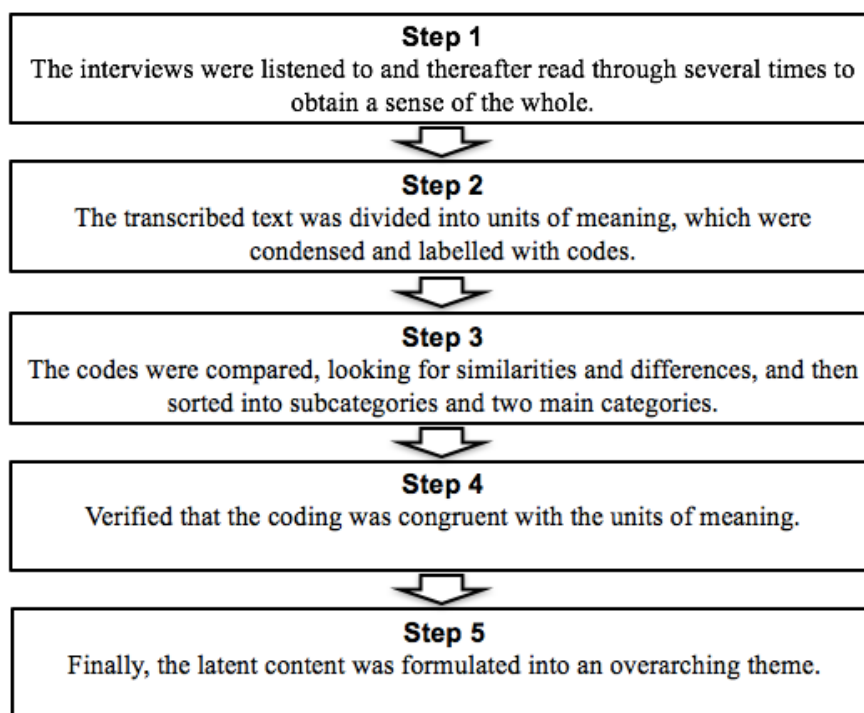 Step 1
The interviews were listened to and thereafter read through several times to
obtain a sense of the whole.
Step 2
The transcribed text was divided into units of meaning, which were
condensed and labelled with codes.
Step 3
The codes were compared, looking for similarities and differences, and then
sorted into subcategories and two main categories.
Step 4
Verified that the coding was congruent with the units of meaning.
Step 5
Finally, the latent content was formulated into an overarching theme.